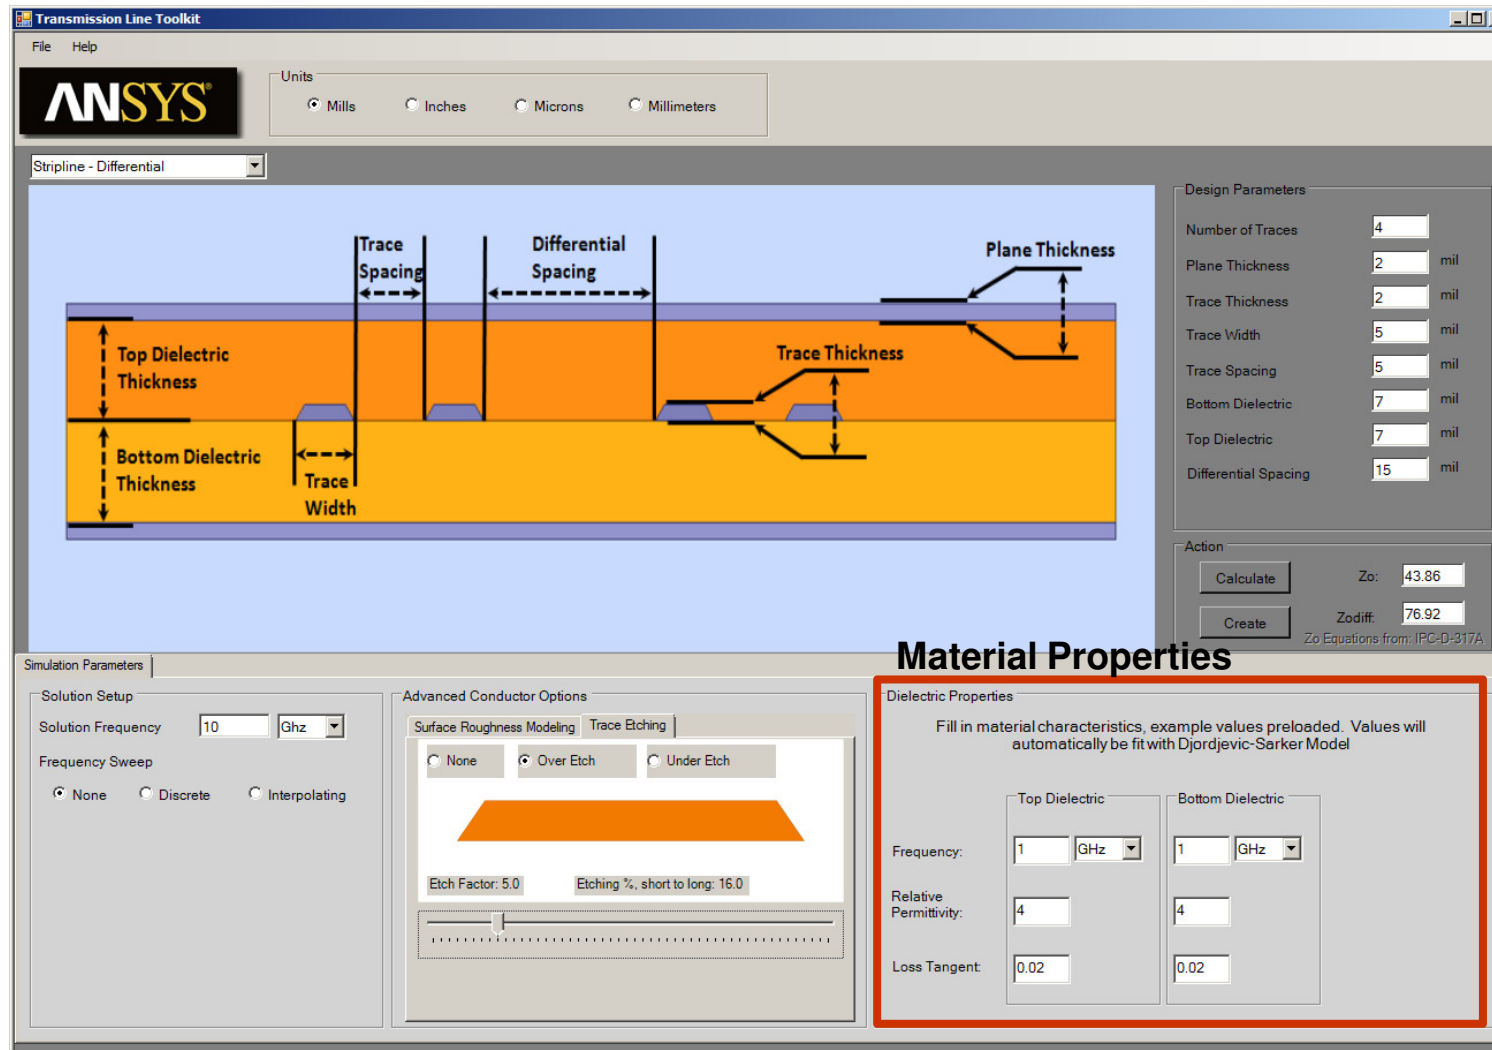 Transmission Line Toolkit
File Help
ANSYS®
Units
Mills Inches Microns Millimeters
Stripline - Differential
Trace
Spacing
Differential
Spacing
Plane Thickness
Top Dielectric
Thickness
Trace Thickness
Bottom Dielectric
Thickness
Trace
Width
Design Parameters
Number of Traces 4
Plane Thickness 2 mil
Trace Thickness 2 mil
Trace Width 5 mil
Trace Spacing 5 mil
Bottom Dielectric 7 mil
Top Dielectric 7 mil
Differential Spacing 15 mil
Action
Calculate Zo: 43.86
Create Zodiff: 76.92
Zo Equations from: IPC-D-317A
Material Properties
Simulation Parameters
Solution Setup
Solution Frequency 10 Ghz
Frequency Sweep
None Discrete Interpolating
Advanced Conductor Options
Surface Roughness Modeling Trace Etching
None Over Etch Under Etch
Etch Factor: 5.0 Etching %, short to long: 16.0
Dielectric Properties
Fill in material characteristics, example values preloaded. Values will
automatically be fit with Djordjevic-Sarker Model
Top Dielectric Bottom Dielectric
Frequency: 1 GHz 1 GHz
Relative
Permittivity: 4 4
Loss Tangent: 0.02 0.02